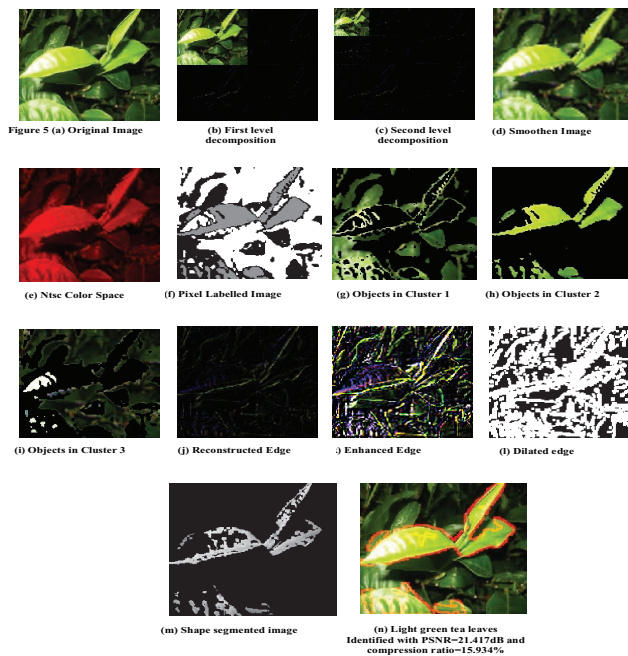 Figure 5 (a) Original Image
(b) First level
decomposition
(c) Second level
decomposition
(d) Smoothen Image
(e) Ntsc Color Space
(f) Pixel Labelled Image
(g) Objects in Cluster 1
(h) Objects in Cluster 2
(i) Objects in Cluster 3
(j) Reconstructed Edge
) Enhanced Edge
(l) Dilated edge
(m) Shape segmented image
(n) Light green tea leaves
Identified with PSNR=21.417dB and
compression ratio=15.934%